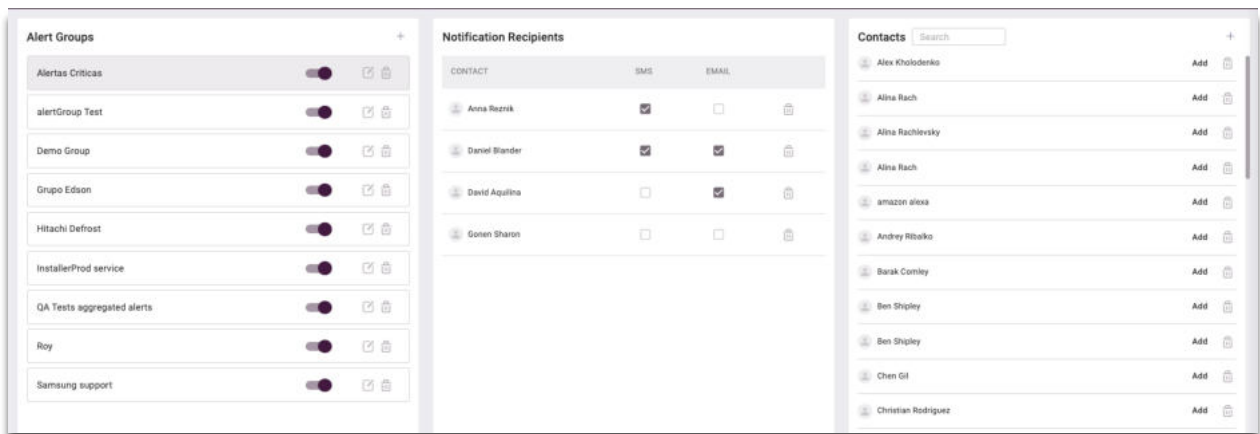 Alert Groups
Alertas Criticas
alertGroup Test
Demo Group
Grupo Edson
Hitachi Defrost
InstallerProd service
QA Tests aggregated alerts
Roy
Samsung support
Notification Recipients
CONTACT SMS EMAIL
Anna Reznik
Daniel Blander
David Aquilina
Gonen Sharon
Contacts Search
Alex Kholodenko Add
Alina Rach Add
Alina Rachlevsky Add
Alina Rach Add
amazon alexa Add
Andrey Ribalko Add
Barak Comley Add
Ben Shipley Add
Ben Shipley Add
Chen Gil Add
Christian Rodriguez Add